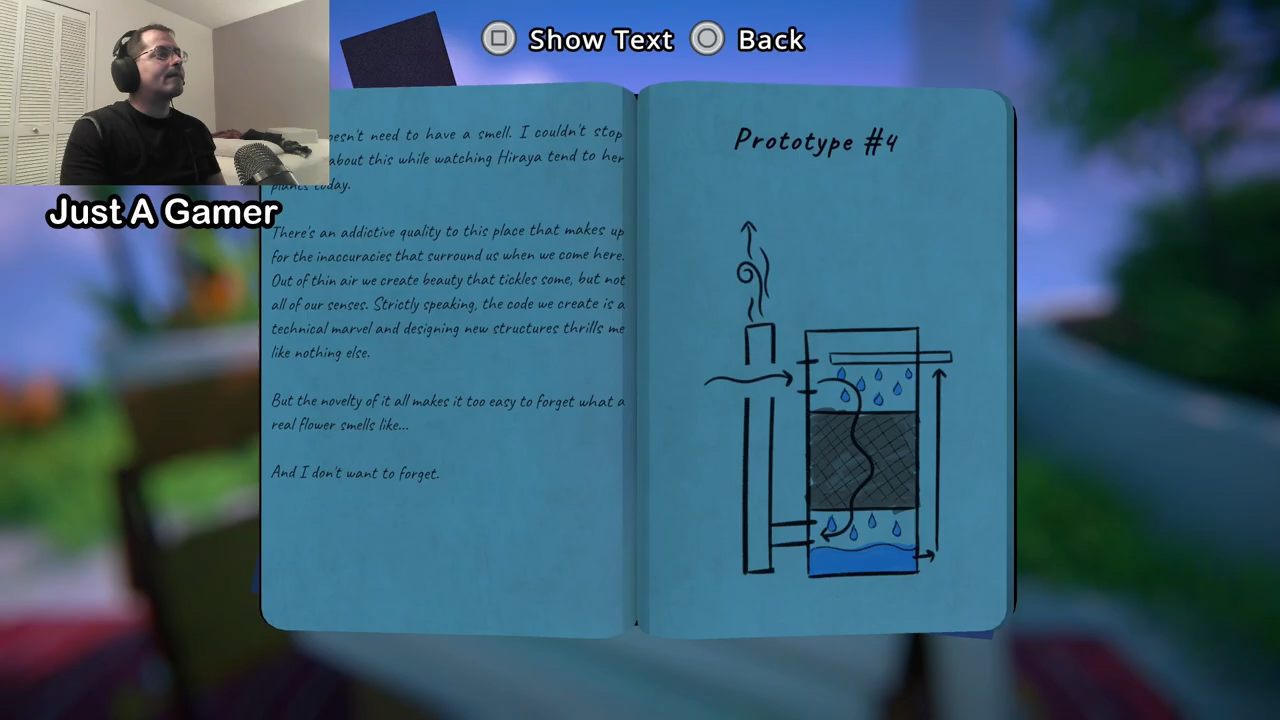 Show Text Back
Just A Gamer
doesn't need to have a smell. I couldn't stop
about this while watching Hiraya tend to her
plants today.
There's an addictive quality to this place that makes up
for the inaccuracies that surround us when we come here.
Out of thin air we create beauty that tickles some, but not
all of our senses. Strictly speaking, the code we create is a
technical marvel and designing new structures thrills me
like nothing else.
But the novelty of it all makes it too easy to forget what a
real flower smells like...
And I don't want to forget.
Prototype #4